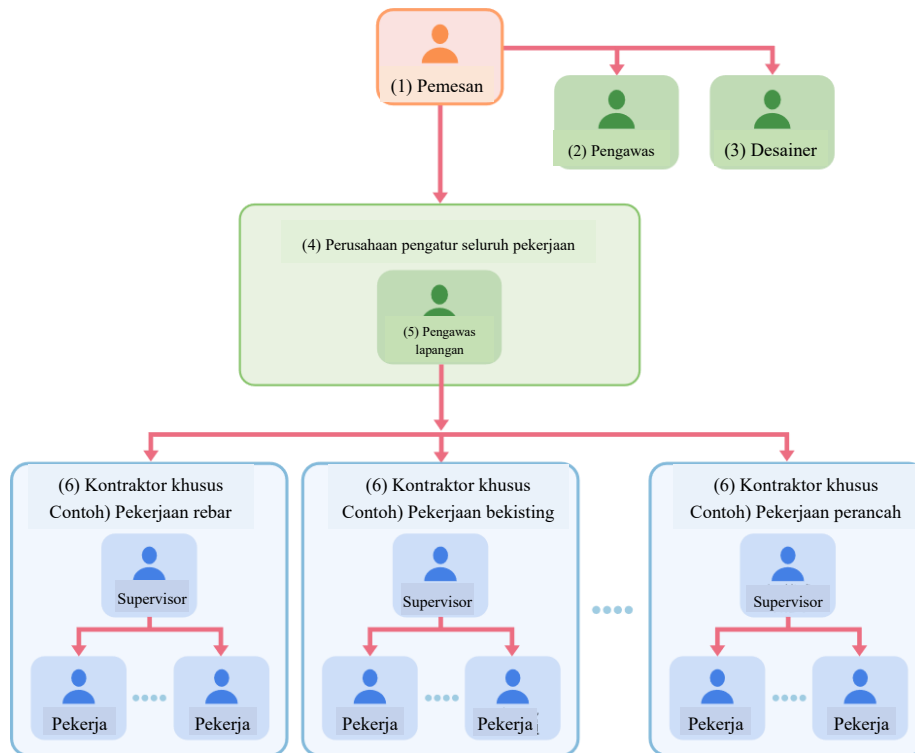 (1) Pemesan
(2) Pengawas
(3) Desainer
(4) Perusahaan pengatur seluruh pekerjaan
(5) Pengawas
lapangan
(6) Kontraktor khusus
Contoh) Pekerjaan rebar
Supervisor
Pekerja
Pekerja
(6) Kontraktor khusus
Contoh) Pekerjaan bekisting
Supervisor
Pekerja
Pekerja
(6) Kontraktor khusus
Contoh) Pekerjaan perancah
Supervisor
Pekerja
Pekerja